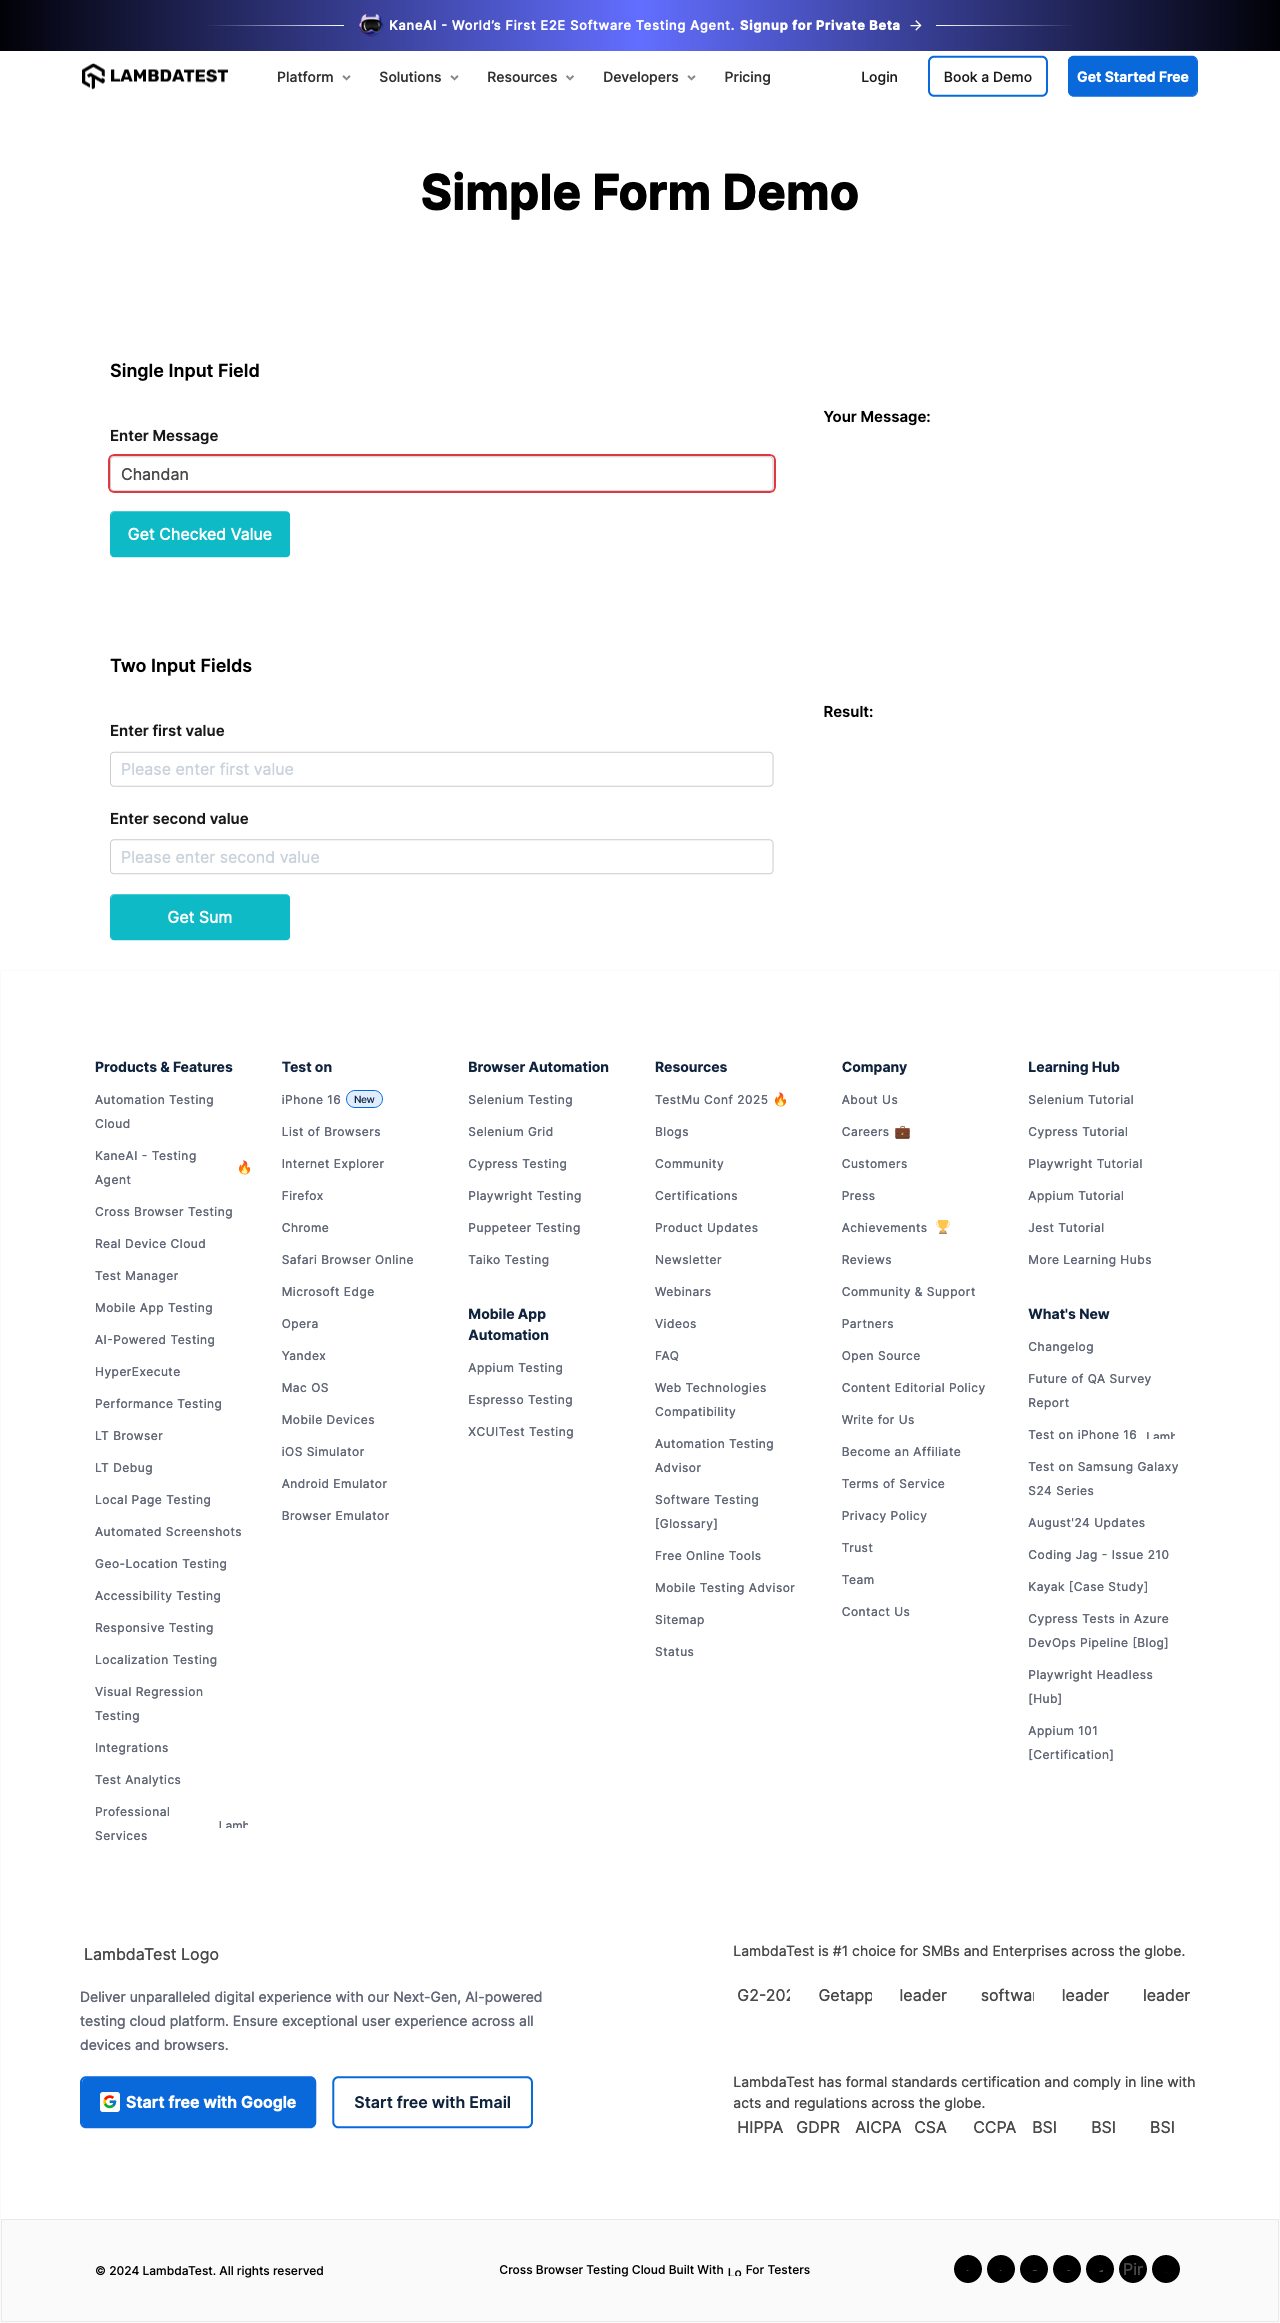 KaneAI - World's First E2E Software Testing Agent. Signup for Private Beta →
LAMBDATEST Platform Solutions Resources Developers Pricing Login Book a Demo Get Started Free
Simple Form Demo
Single Input Field
Your Message:
Enter Message
Chandan
Get Checked Value
Two Input Fields
Result:
Enter first value
Please enter first value
Enter second value
Please enter second value
Get Sum
Products & Features
Automation Testing
Cloud
KaneAI - Testing
Agent
Cross Browser Testing
Real Device Cloud
Test Manager
Mobile App Testing
AI-Powered Testing
HyperExecute
Performance Testing
LT Browser
LT Debug
Local Page Testing
Automated Screenshots
Geo-Location Testing
Accessibility Testing
Responsive Testing
Localization Testing
Visual Regression
Testing
Integrations
Test Analytics
Professional
Services
Test on
iPhone 16 New
List of Browsers
Internet Explorer
Firefox
Chrome
Safari Browser Online
Microsoft Edge
Opera
Yandex
Mac OS
Mobile Devices
iOS Simulator
Android Emulator
Browser Emulator
Browser Automation
Selenium Testing
Selenium Grid
Cypress Testing
Playwright Testing
Puppeteer Testing
Taiko Testing
Mobile App
Automation
Appium Testing
Espresso Testing
XCUITest Testing
Resources
TestMu Conf 2025
Blogs
Community
Certifications
Product Updates
Newsletter
Webinars
Videos
FAQ
Web Technologies
Compatibility
Automation Testing
Advisor
Software Testing
[Glossary]
Free Online Tools
Mobile Testing Advisor
Sitemap
Status
Company
About Us
Careers
Customers
Press
Achievements
Reviews
Community & Support
Partners
Open Source
Content Editorial Policy
Write for Us
Become an Affiliate
Terms of Service
Privacy Policy
Trust
Team
Contact Us
Learning Hub
Selenium Tutorial
Cypress Tutorial
Playwright Tutorial
Appium Tutorial
Jest Tutorial
More Learning Hubs
What's New
Changelog
Future of QA Survey
Report
Test on iPhone 16
Test on Samsung Galaxy
S24 Series
August'24 Updates
Coding Jag - Issue 210
Kayak [Case Study]
Cypress Tests in Azure
DevOps Pipeline [Blog]
Playwright Headless
[Hub]
Appium 101
[Certification]
LambdaTest Logo
Deliver unparalleled digital experience with our Next-Gen, AI-powered
testing cloud platform. Ensure exceptional user experience across all
devices and browsers.
Start free with Google Start free with Email
LambdaTest is #1 choice for SMBs and Enterprises across the globe.
G2-202 Getapp leader softwa leader leader
LambdaTest has formal standards certification and comply in line with
acts and regulations across the globe.
HIPPA GDPR AICPA CSA CCPA BSI BSI BSI
© 2024 LambdaTest. All rights reserved
Cross Browser Testing Cloud Built With Lo For Testers
Pin